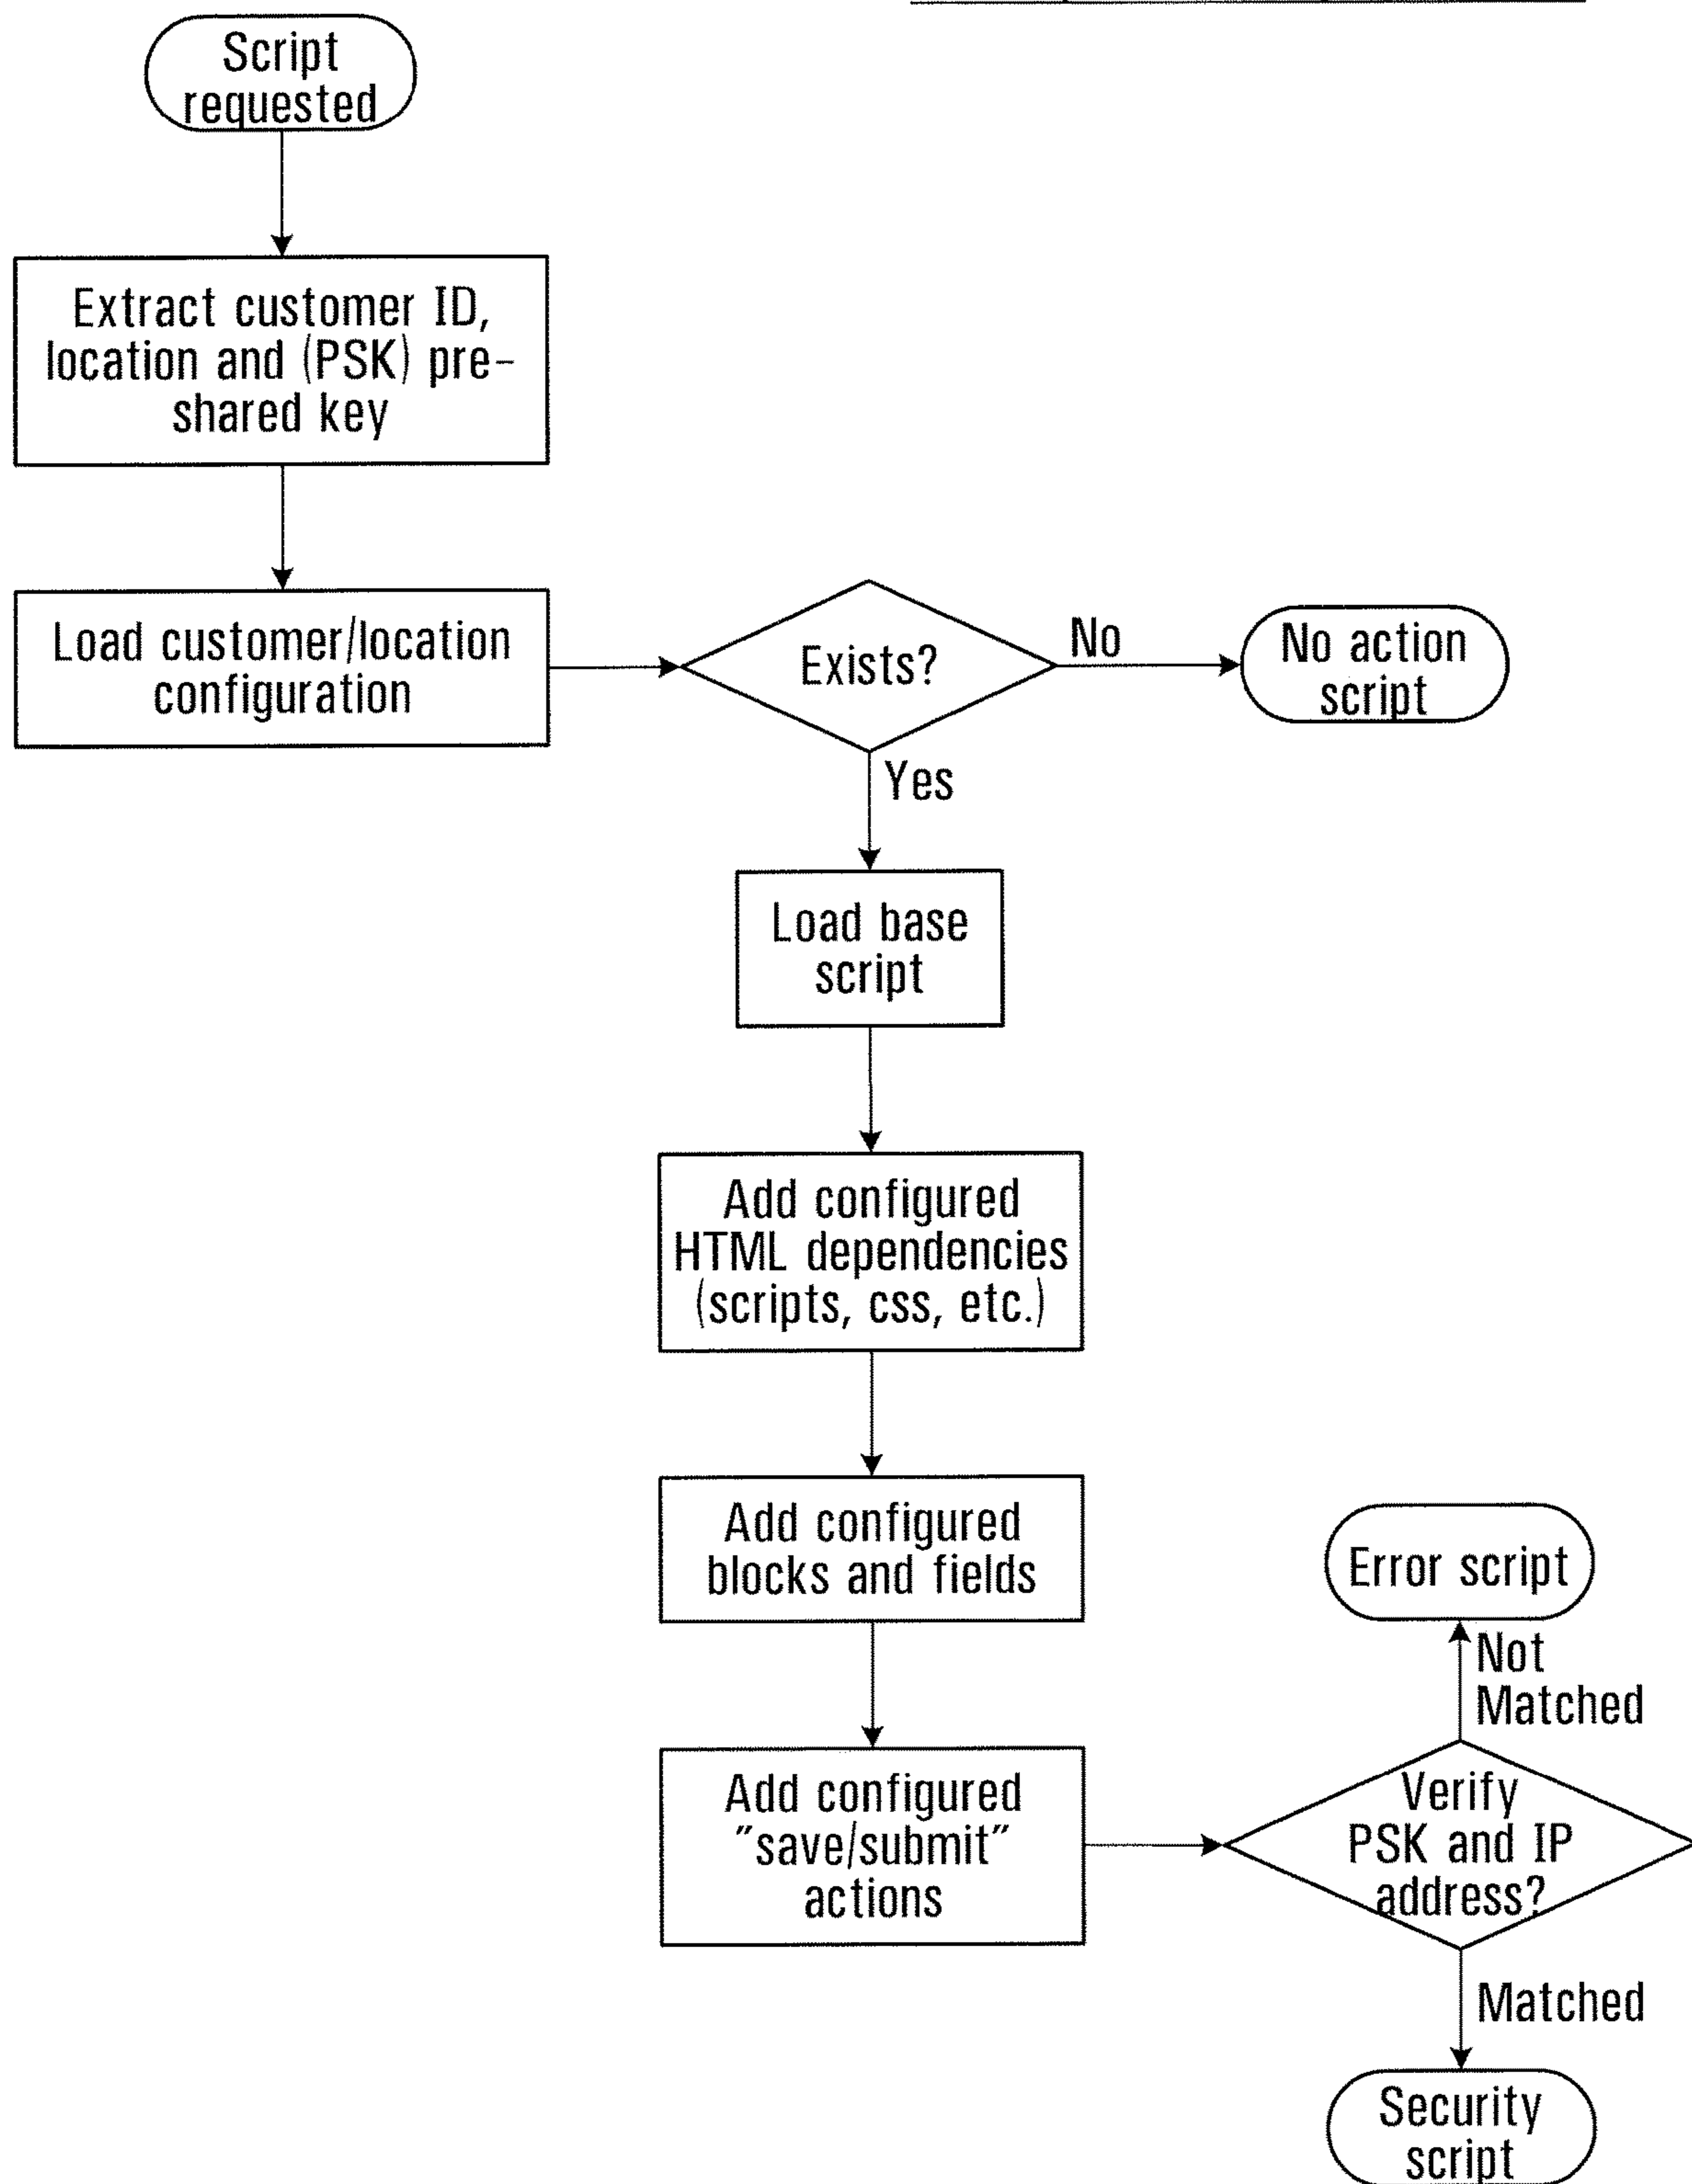 Script
requested
Extract customer ID,
location and (PSK) pre-
shared key
Load customer/location
configuration
Exists?
No
No action
script
Yes
Load base
script
Add configured
HTML dependencies
(scripts, css, etc.)
Add configured
blocks and fields
Error script
Not
Matched
Add configured
"save/submit"
actions
Verify
PSK and IP
address?
Matched
Security
script